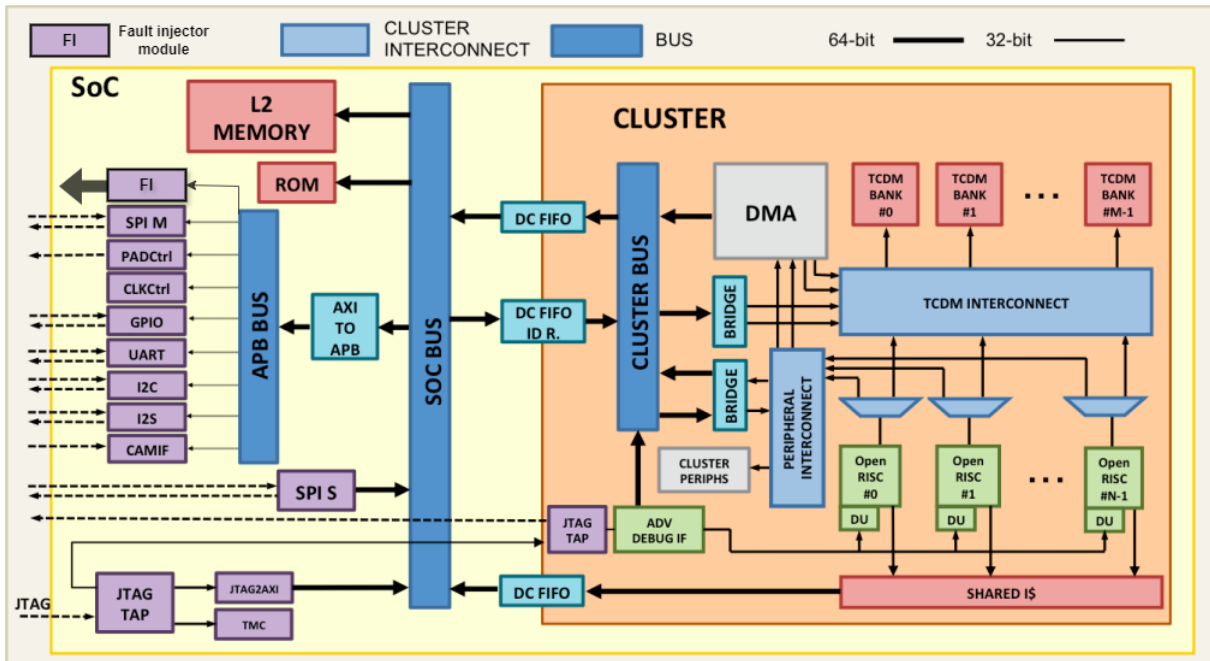 FI
Fault injector
module
CLUSTER
INTERCONNECT
BUS
64-bit
32-bit
SoC
L2
MEMORY
ROM
FI
SPI M
PADCtrl
CLKCtrl
GPIO
UART
I2C
I2S
CAMIF
APB BUS
AXI
TO
APB
SOC BUS
SPI S
JTAG
JTAG
TAP
JTAG2AXI
TMC
DC FIFO
DC FIFO
ID R.
DC FIFO
CLUSTER
CLUSTER BUS
DMA
BRIDGE
BRIDGE
PERIPHERAL
INTERCONNECT
CLUSTER
PERIPHS
JTAG
TAP
ADV
DEBUG IF
TCDM
BANK
#0
TCDM
BANK
#1
...
TCDM
BANK
#M-1
TCDM INTERCONNECT
Open
RISC
#0
DU
Open
RISC
#1
DU
...
Open
RISC
#N-1
DU
SHARED I$